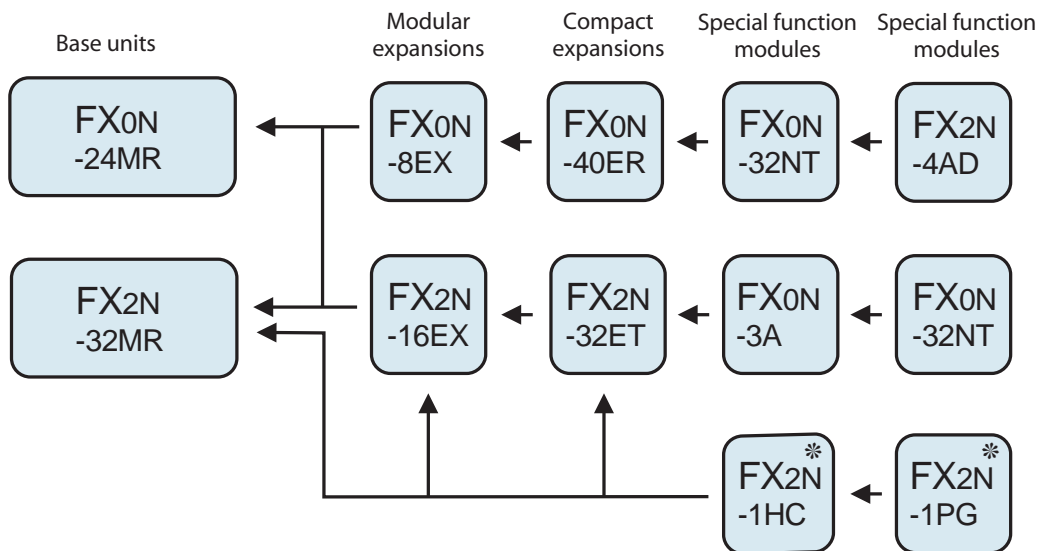 Base units
Modular
expansions
Compact
expansions
Special function
modules
Special function
modules
FX0N
-24MR
FX0N
-8EX
FX0N
-40ER
FX0N
-32NT
FX2N
-4AD
FX2N
-32MR
FX2N
-16EX
FX2N
-32ET
FX0N
-3A
FX0N
-32NT
FX2N*
-1HC
FX2N*
-1PG